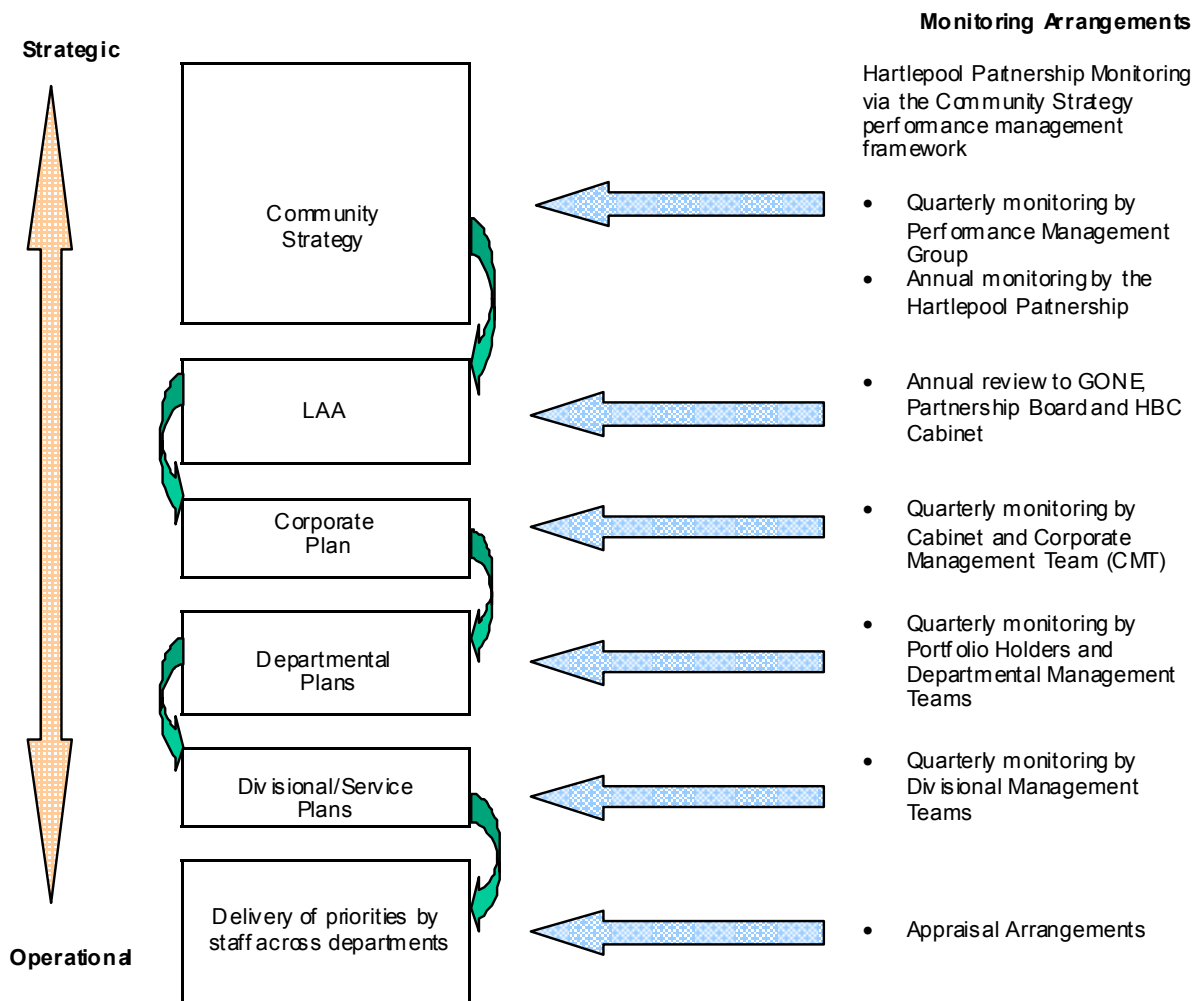 Monitoring Arrangements
Strategic
Hartlepool Partnership Monitoring
via the Community Strategy
performance management
framework
Community
Strategy
• Quarterly monitoring by
Performance Management
Group
• Annual monitoring by the
Hartlepool Partnership
LAA
• Annual review to GONE,
Partnership Board and HBC
Cabinet
Corporate
Plan
• Quarterly monitoring by
Cabinet and Corporate
Management Team (CMT)
Departmental
Plans
• Quarterly monitoring by
Portfolio Holders and
Departmental Management
Teams
Divisional/Service
Plans
• Quarterly monitoring by
Divisional Management
Teams
Delivery of priorities by
staff across departments
• Appraisal Arrangements
Operational